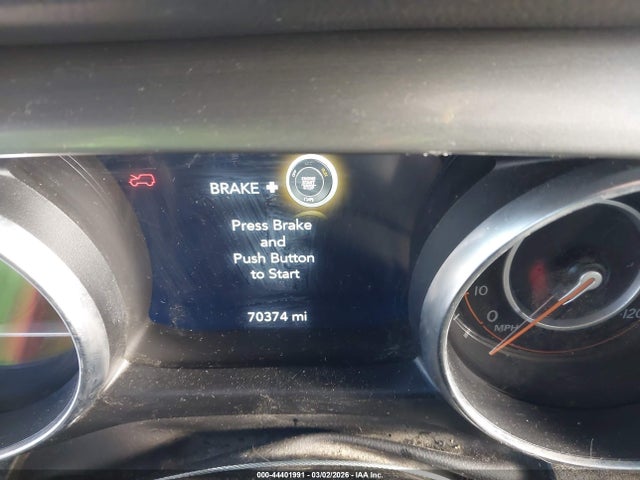 BRAKE +
Press Brake
and
Push Button
to Start
70374 mi
10
0
MPH
120
000-44401991 | 03/02/2026 - IAA Inc.